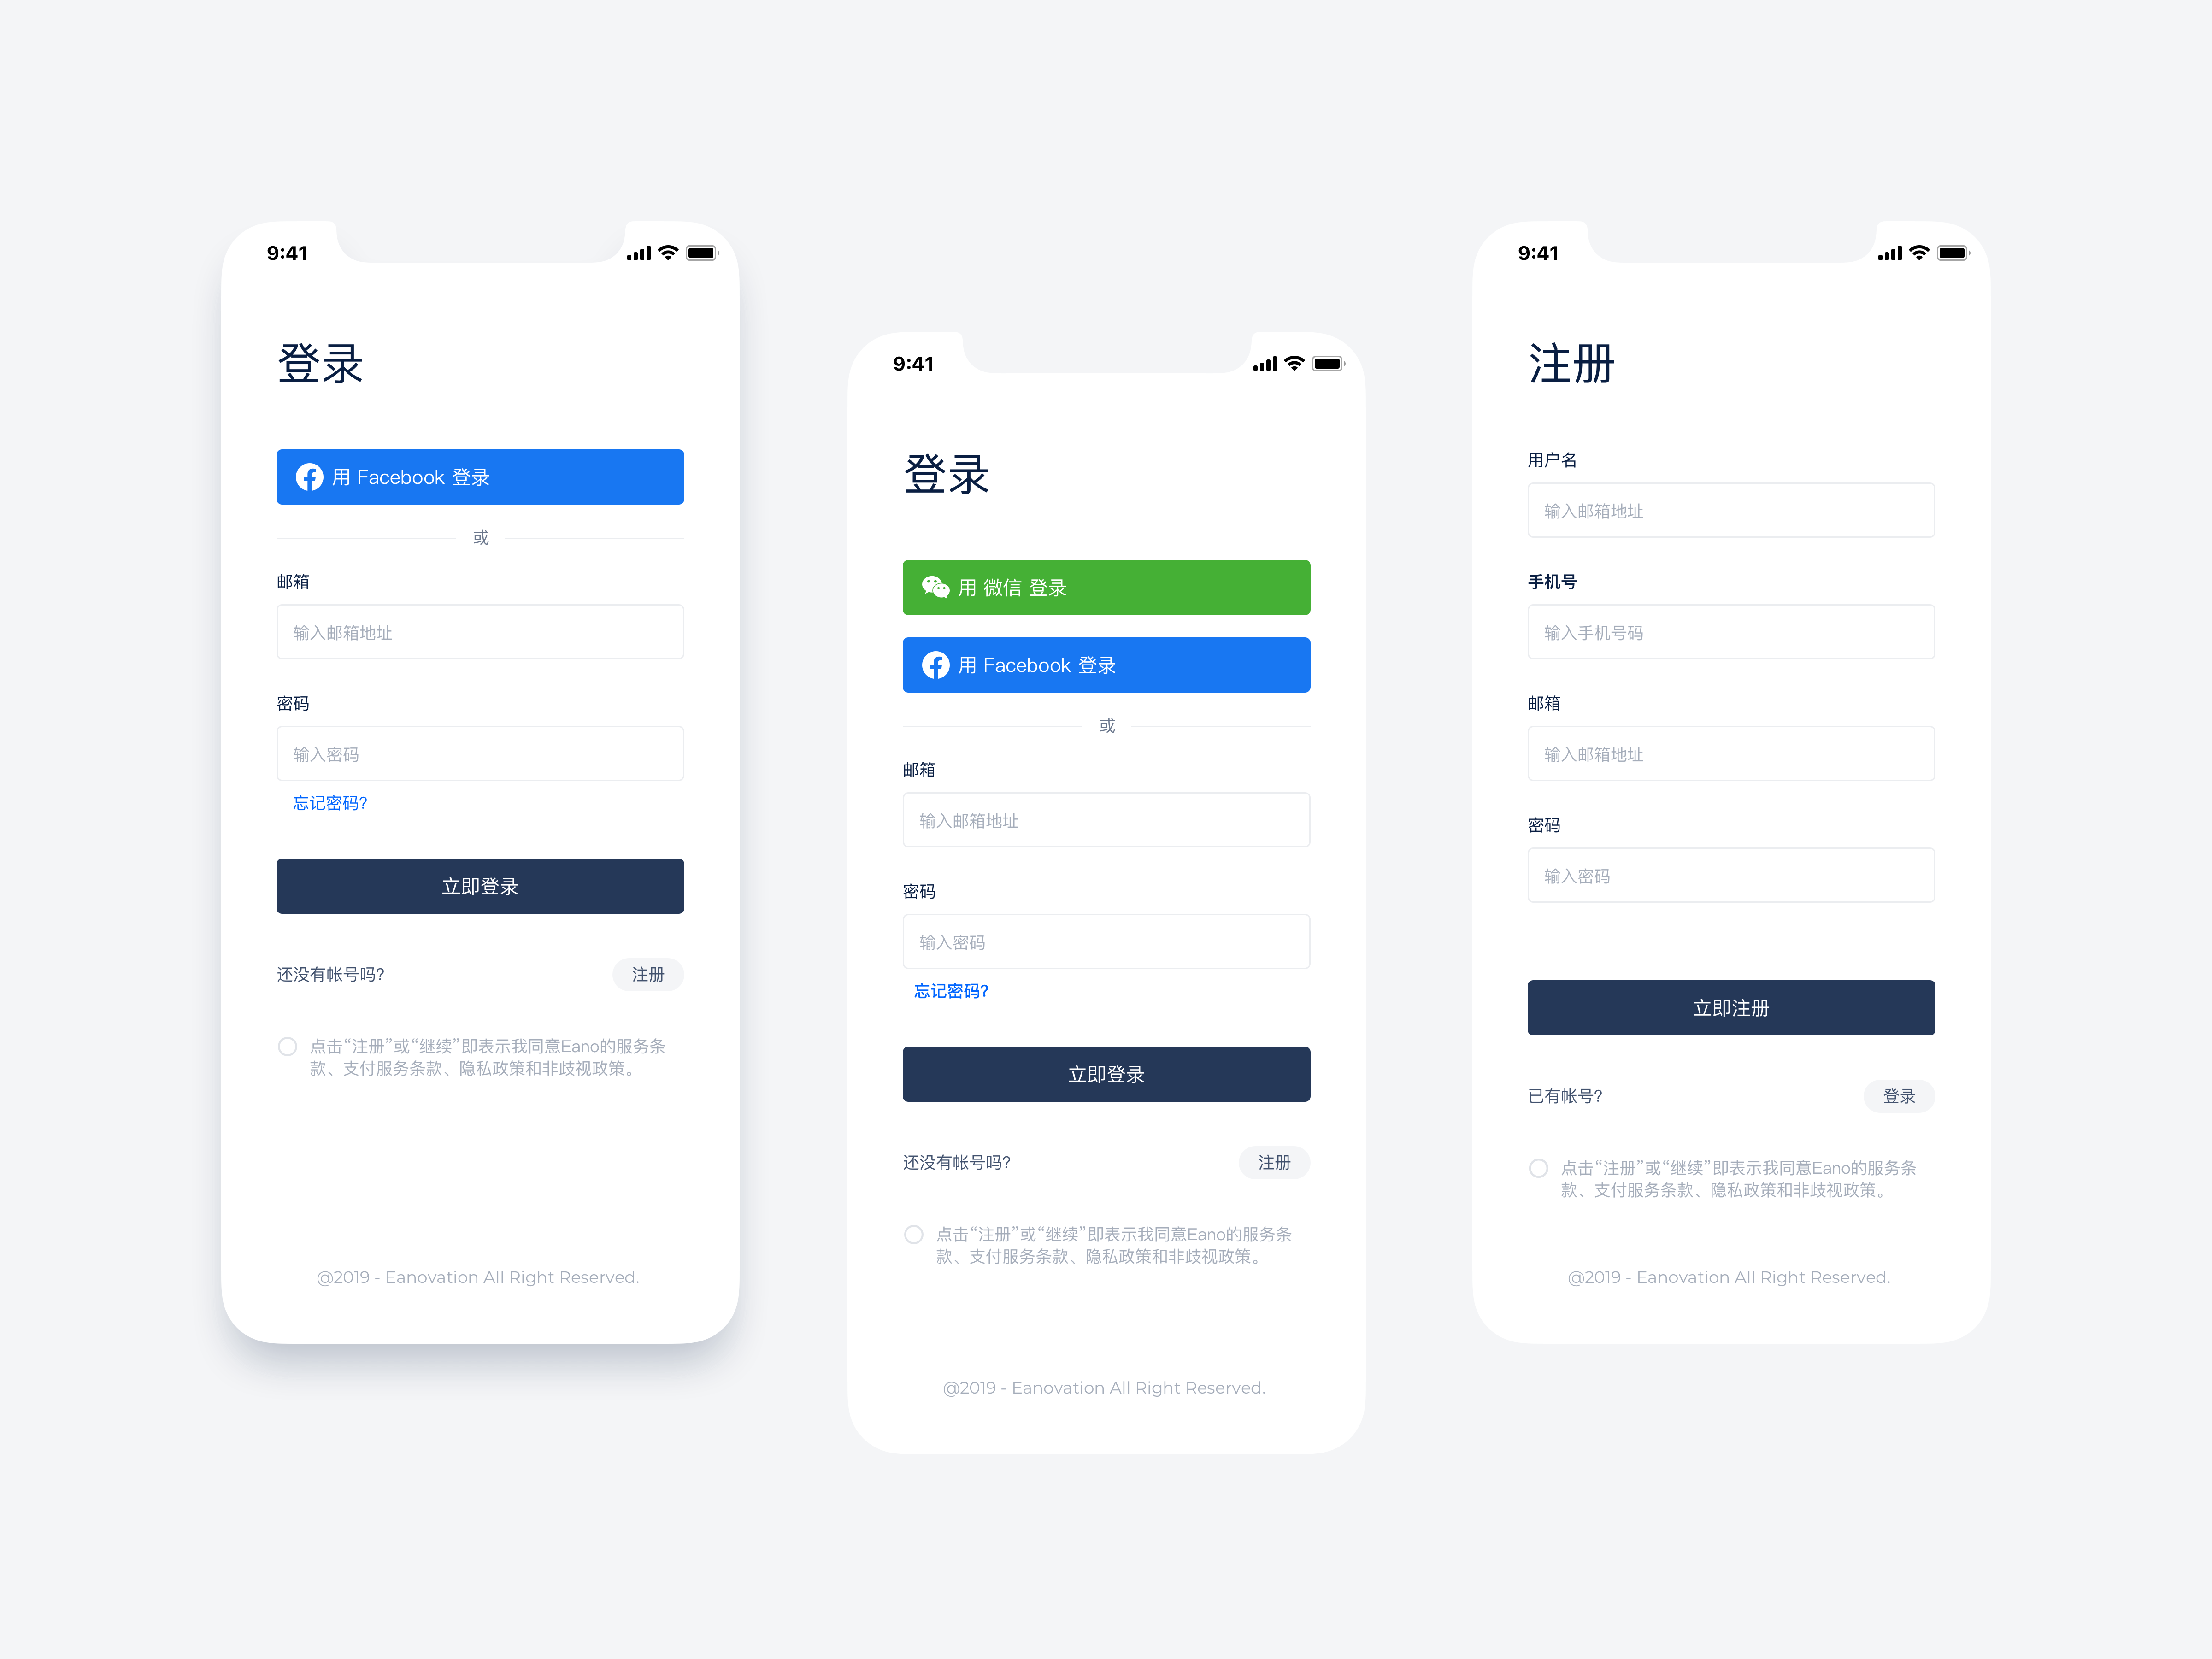 9:41
登录
用 Facebook 登录
或
邮箱
输入邮箱地址
密码
输入密码
忘记密码?
立即登录
还没有帐号吗?
注册
点击“注册”或“继续”即表示我同意Eano的服务条
款、支付服务条款、隐私政策和非歧视政策。
@2019 - Eanovation All Right Reserved.
9:41
登录
用 微信 登录
用 Facebook 登录
或
邮箱
输入邮箱地址
密码
输入密码
忘记密码?
立即登录
还没有帐号吗?
注册
点击“注册”或“继续”即表示我同意Eano的服务条
款、支付服务条款、隐私政策和非歧视政策。
@2019 - Eanovation All Right Reserved.
9:41
注册
用户名
输入邮箱地址
手机号
输入手机号码
邮箱
输入邮箱地址
密码
输入密码
立即注册
已有帐号?
登录
点击“注册”或“继续”即表示我同意Eano的服务条
款、支付服务条款、隐私政策和非歧视政策。
@2019 - Eanovation All Right Reserved.